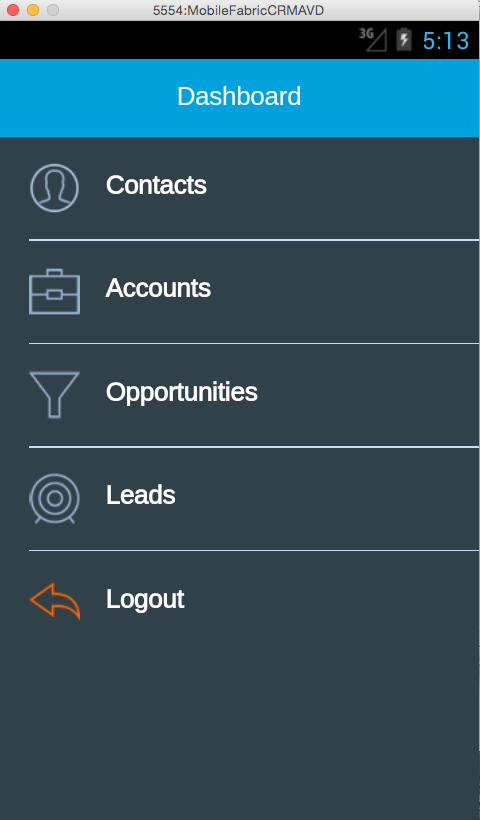 5554:MobileFabricCRMAVD
3G 5:13
Dashboard
Contacts
Accounts
Opportunities
Leads
Logout